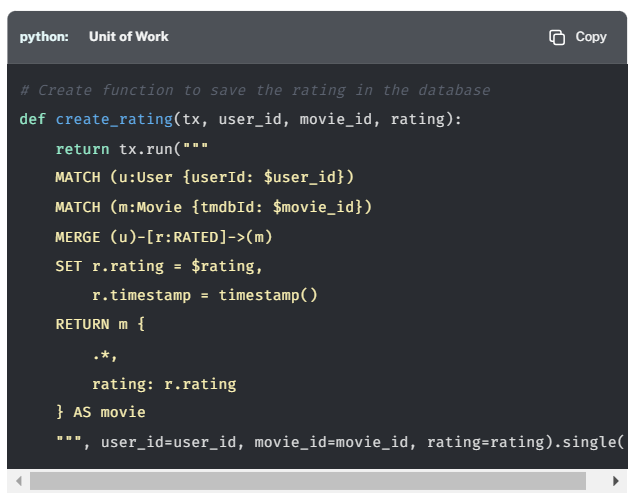 python: Unit of Work Copy
# Create function to save the rating in the database
def create_rating(tx, user_id, movie_id, rating):
    return tx.run("""
    MATCH (u:User {userId: $user_id})
    MATCH (m:Movie {tmdbId: $movie_id})
    MERGE (u)-[r:RATED]->(m)
    SET r.rating = $rating,
        r.timestamp = timestamp()
    RETURN m {
        .*,
        rating: r.rating
    } AS movie
    """, user_id=user_id, movie_id=movie_id, rating=rating).single(